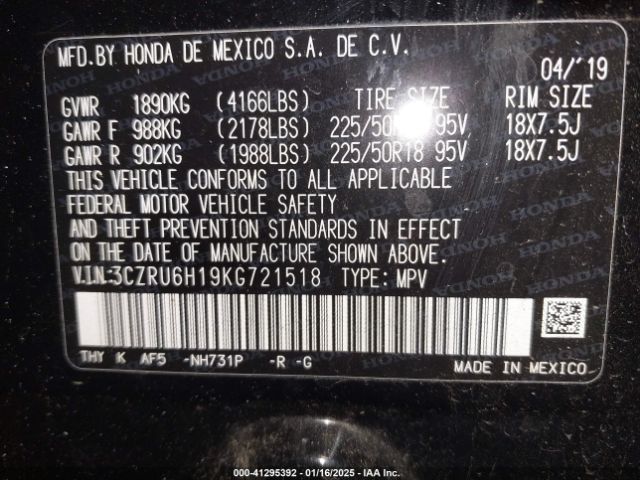 MFD. BY HONDA DE MEXICO S.A. DE C.V.
04/'19
GVWR 1890KG (4166LBS) TIRE SIZE RIM SIZE
GAWR F 988KG (2178LBS) 225/50R18 95V 18X7.5J
GAWR R 902KG (1988LBS) 225/50R18 95V 18X7.5J
THIS VEHICLE CONFORMS TO ALL APPLICABLE
FEDERAL MOTOR VEHICLE SAFETY
AND THEFT PREVENTION STANDARDS IN EFFECT
ON THE DATE OF MANUFACTURE SHOWN ABOVE.
V.I.N:3CZRU6H19KG721518 TYPE: MPV
THY K AF5 -NH731P -R -G
MADE IN MEXICO
000-41295392 - 01/16/2025 - IAA Inc.